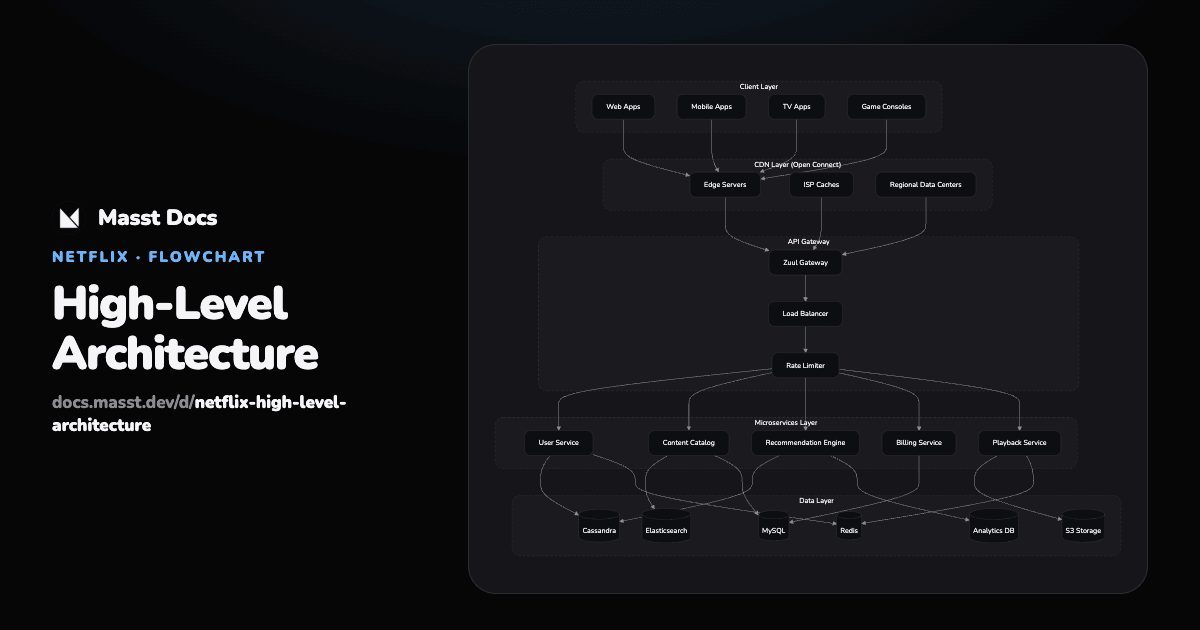 Masst Docs
NETFLIX · FLOWCHART
High-Level
Architecture
docs.masst.dev/d/netflix-high-level-
architecture
Client Layer
Web Apps
Mobile Apps
TV Apps
Game Consoles
CDN Layer (Open Connect)
Edge Servers
ISP Caches
Regional Data Centers
API Gateway
Zuul Gateway
Load Balancer
Rate Limiter
Microservices Layer
User Service
Content Catalog
Recommendation Engine
Billing Service
Playback Service
Data Layer
Cassandra
Elasticsearch
MySQL
Redis
Analytics DB
S3 Storage